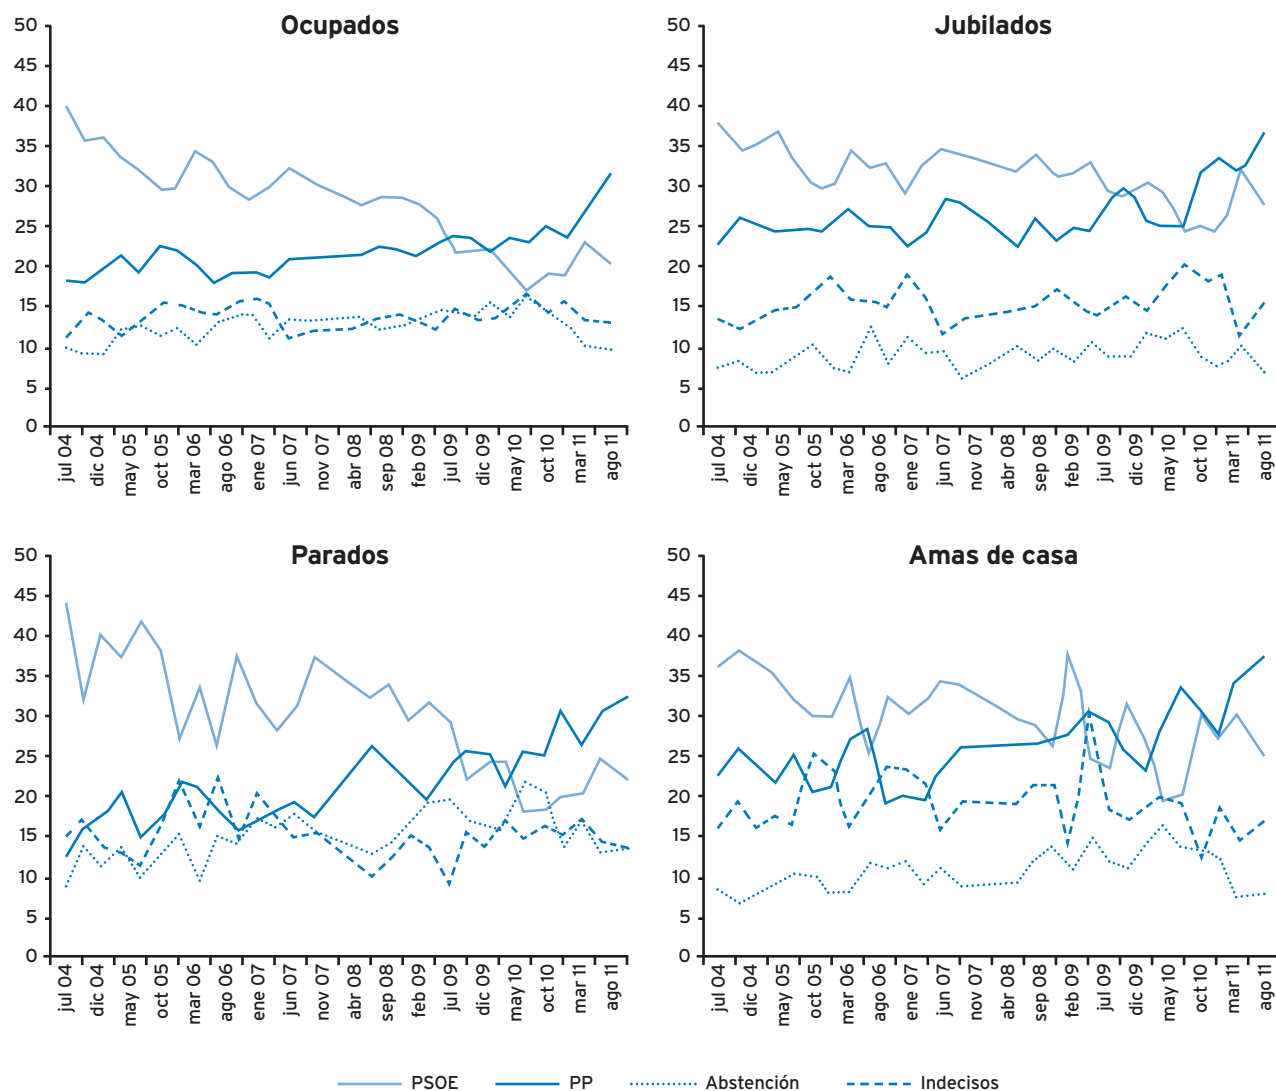 Ocupados
50
45
40
35
30
25
20
15
10
5
0
jul 04
dic 04
may 05
oct 05
mar 06
ago 06
ene 07
jun 07
nov 07
abr 08
sep 08
feb 09
jul 09
dic 09
may 10
oct 10
mar 11
ago 11
Jubilados
50
45
40
35
30
25
20
15
10
5
0
jul 04
dic 04
may 05
oct 05
mar 06
ago 06
ene 07
jun 07
nov 07
abr 08
sep 08
feb 09
jul 09
dic 09
may 10
oct 10
mar 11
ago 11
Parados
50
45
40
35
30
25
20
15
10
5
0
jul 04
dic 04
may 05
oct 05
mar 06
ago 06
ene 07
jun 07
nov 07
abr 08
sep 08
feb 09
jul 09
dic 09
may 10
oct 10
mar 11
ago 11
Amas de casa
50
45
40
35
30
25
20
15
10
5
0
jul 04
dic 04
may 05
oct 05
mar 06
ago 06
ene 07
jun 07
nov 07
abr 08
sep 08
feb 09
jul 09
dic 09
may 10
oct 10
mar 11
ago 11
PSOE PP Abstención Indecisos